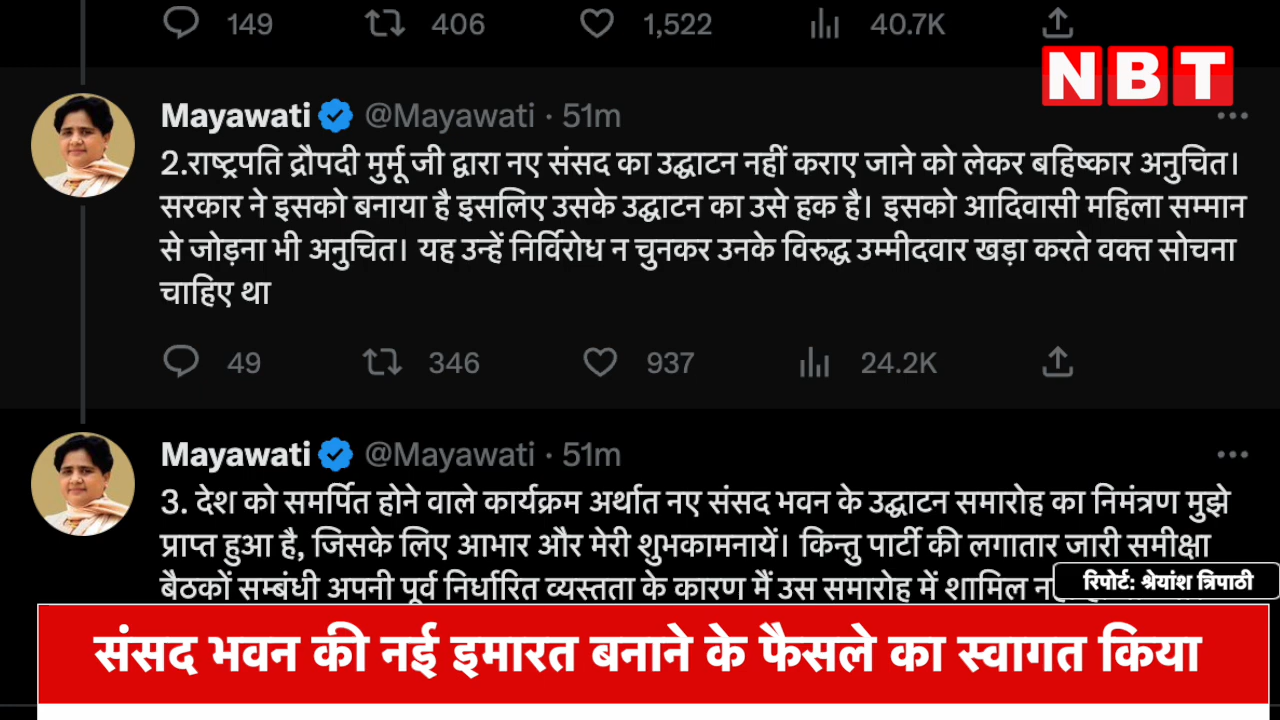 149 406 1,522 40.7K
NBT
Mayawati @Mayawati · 51m
2.राष्ट्रपति द्रौपदी मुर्मू जी द्वारा नए संसद का उद्घाटन नहीं कराए जाने को लेकर बहिष्कार अनुचित।
सरकार ने इसको बनाया है इसलिए उसके उद्घाटन का उसे हक है। इसको आदिवासी महिला सम्मान
से जोड़ना भी अनुचित। यह उन्हें निर्विरोध न चुनकर उनके विरुद्ध उम्मीदवार खड़ा करते वक्त सोचना
चाहिए था
49 346 937 24.2K
Mayawati @Mayawati · 51m
3. देश को समर्पित होने वाले कार्यक्रम अर्थात नए संसद भवन के उद्घाटन समारोह का निमंत्रण मुझे
प्राप्त हुआ है, जिसके लिए आभार और मेरी शुभकामनायें। किन्तु पार्टी की लगातार जारी समीक्षा
बैठकों सम्बंधी अपनी पूर्व निर्धारित व्यस्तता के कारण मैं उस समारोह में शामिल
रिपोर्ट: श्रेयांश त्रिपाठी
संसद भवन की नई इमारत बनाने के फैसले का स्वागत किया